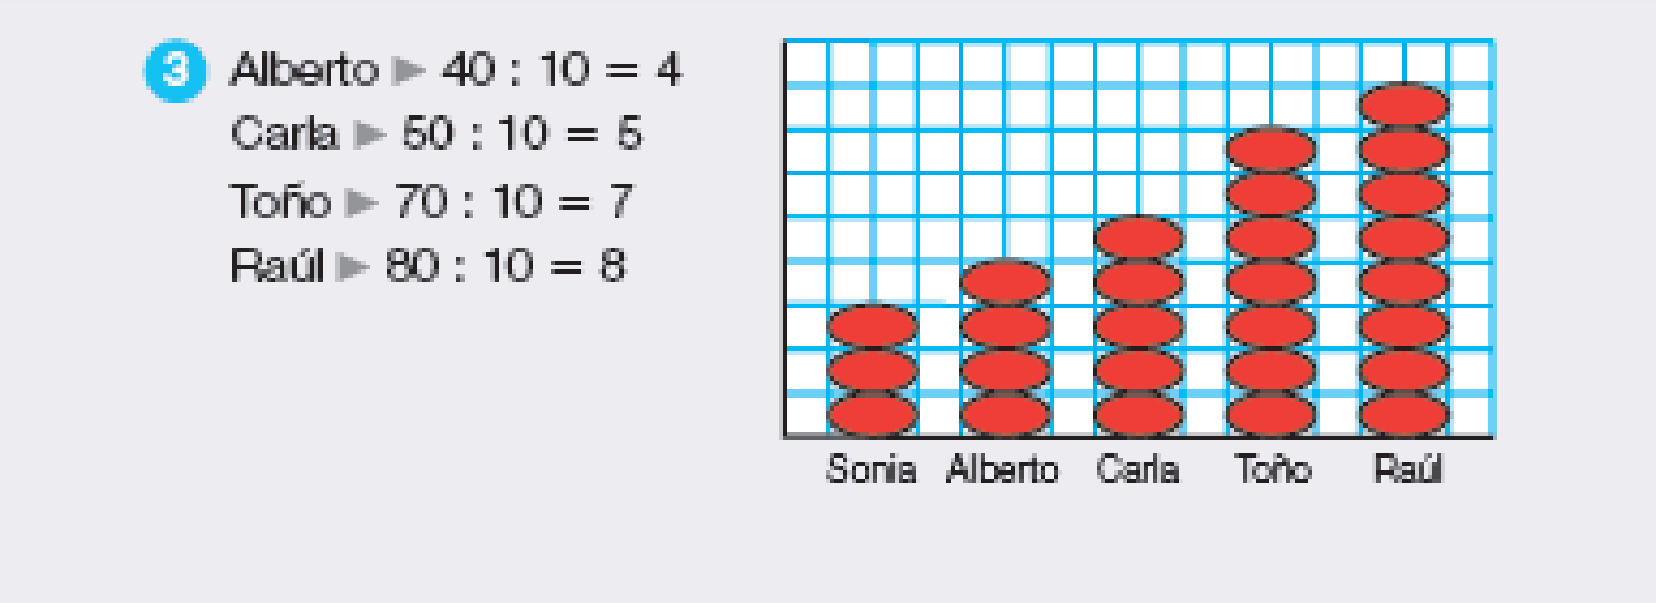 3 Alberto ▶ 40 : 10 = 4
Carla ▶ 50 : 10 = 5
Toño ▶ 70 : 10 = 7
Raúl ▶ 80 : 10 = 8
Sonia Alberto Carla Toño Raúl